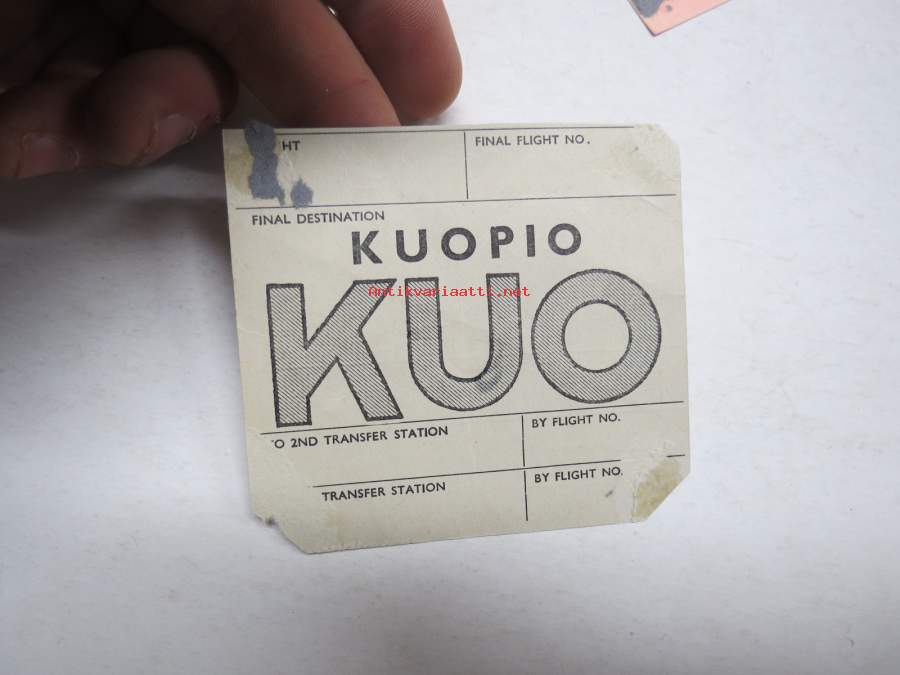 HT FINAL FLIGHT NO.
FINAL DESTINATION
KUOPIO
Antikvariaatti.net
KUO
O 2ND TRANSFER STATION BY FLIGHT NO.
TRANSFER STATION BY FLIGHT NO.